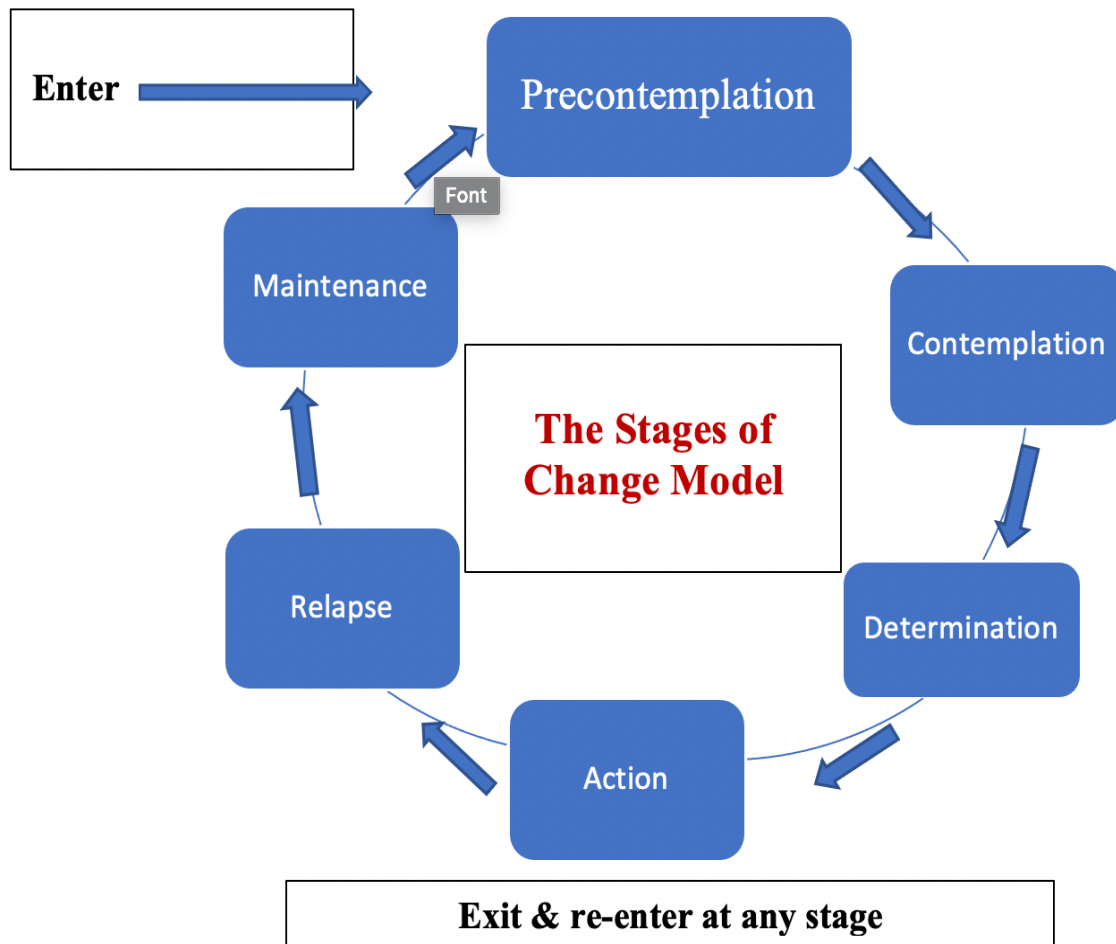 Enter
Precontemplation
Font
Maintenance
Contemplation
The Stages of
Change Model
Relapse
Determination
Action
Exit & re-enter at any stage